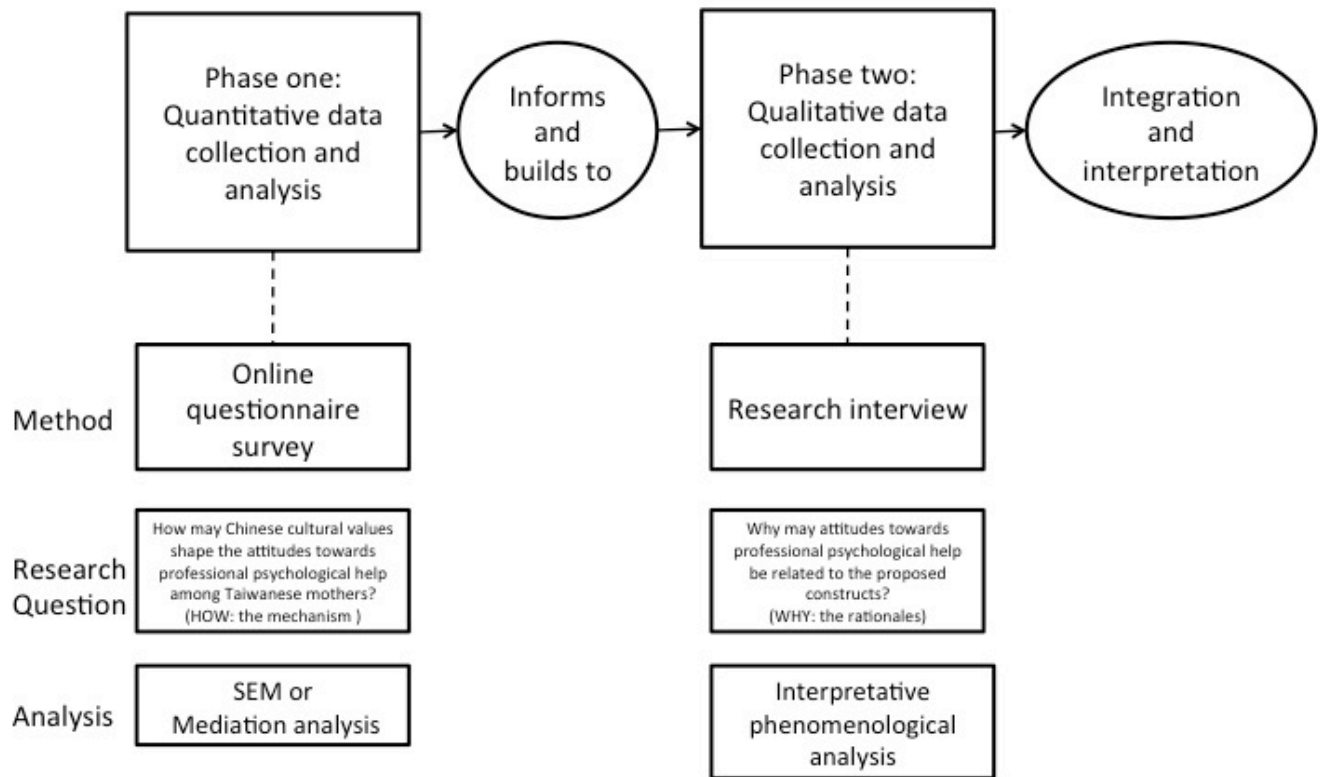 Phase one:
Quantitative data
collection and
analysis
Informs
and
builds to
Phase two:
Qualitative data
collection and
analysis
Integration
and
interpretation
Method
Online
questionnaire
survey
Research interview
Research
Question
How may Chinese cultural values
shape the attitudes towards
professional psychological help
among Taiwanese mothers?
(HOW: the mechanism )
Why may attitudes towards
professional psychological help
be related to the proposed
constructs?
(WHY: the rationales)
Analysis
SEM or
Mediation analysis
Interpretative
phenomenological
analysis